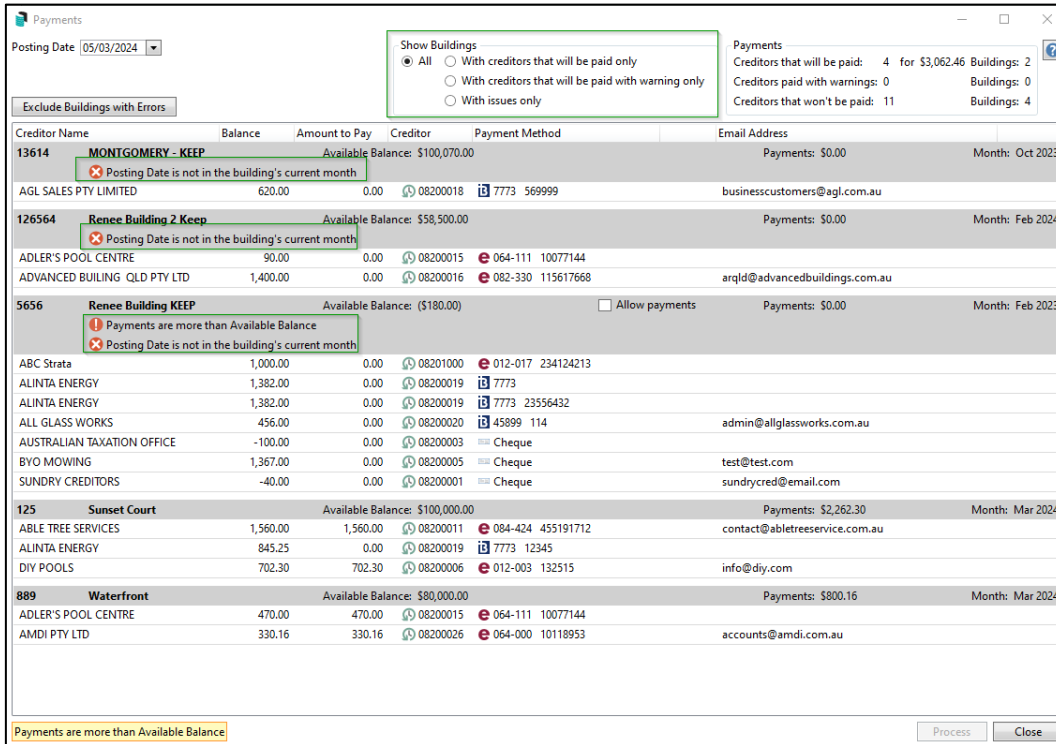 Payments
Posting Date 05/03/2024
Show Buildings
All With creditors that will be paid only
With creditors that will be paid with warning only
With issues only
Payments
Creditors that will be paid: 4 for $3,062.46 Buildings: 2
Creditors paid with warnings: 0 Buildings: 0
Creditors that won't be paid: 11 Buildings: 4
Exclude Buildings with Errors
Creditor Name Balance Amount to Pay Creditor Payment Method Email Address
13614 MONTGOMERY - KEEP Available Balance: $100,070.00 Payments: $0.00 Month: Oct 2023
Posting Date is not in the building's current month
AGL SALES PTY LIMITED 620.00 0.00 08200018 7773 569999 businesscustomers@agl.com.au
126564 Renee Building 2 Keep Available Balance: $58,500.00 Payments: $0.00 Month: Feb 2024
Posting Date is not in the building's current month
ADLER'S POOL CENTRE 90.00 0.00 08200015 e 064-111 10077144
ADVANCED BUILING QLD PTY LTD 1,400.00 0.00 08200016 e 082-330 115617668 arqld@advancedbuildings.com.au
5656 Renee Building KEEP Available Balance: ($180.00) Allow payments Payments: $0.00 Month: Feb 2023
Payments are more than Available Balance
Posting Date is not in the building's current month
ABC Strata 1,000.00 0.00 08201000 e 012-017 234124213
ALINTA ENERGY 1,382.00 0.00 08200019 7773
ALINTA ENERGY 1,382.00 0.00 08200019 7773 23556432
ALL GLASS WORKS 456.00 0.00 08200020 45899 114 admin@allglassworks.com.au
AUSTRALIAN TAXATION OFFICE -100.00 0.00 08200003 Cheque
BYO MOWING 1,367.00 0.00 08200005 Cheque test@test.com
SUNDRY CREDITORS -40.00 0.00 08200001 Cheque sundrycred@email.com
125 Sunset Court Available Balance: $100,000.00 Payments: $2,262.30 Month: Mar 2024
ABLE TREE SERVICES 1,560.00 1,560.00 08200011 e 084-424 455191712 contact@abletreeservice.com.au
ALINTA ENERGY 845.25 0.00 08200019 7773 12345
DIY POOLS 702.30 702.30 08200006 e 012-003 132515 info@diy.com
889 Waterfront Available Balance: $80,000.00 Payments: $800.16 Month: Mar 2024
ADLER'S POOL CENTRE 470.00 470.00 08200015 e 064-111 10077144
AMDI PTY LTD 330.16 330.16 08200026 e 064-000 10118953 accounts@amdi.com.au
Payments are more than Available Balance
Process Close